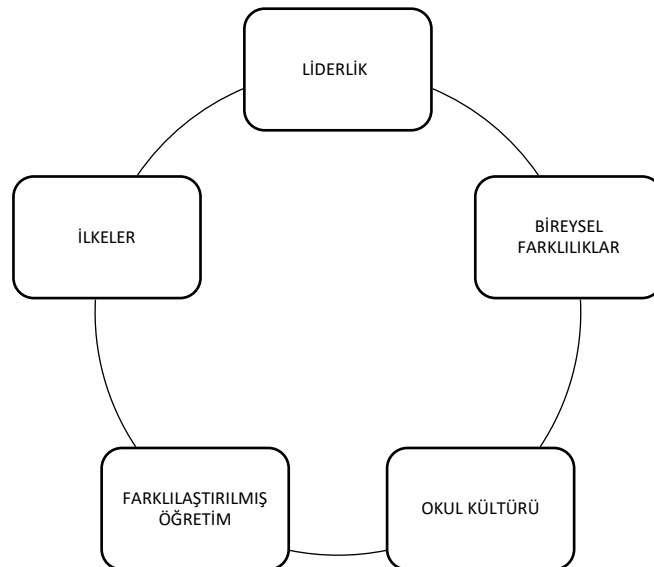 LİDERLİK
BİREYSEL
FARKLILIKLAR
OKUL KÜLTÜRÜ
FARKLILAŞTIRILMIŞ
ÖĞRETİM
İLKELER